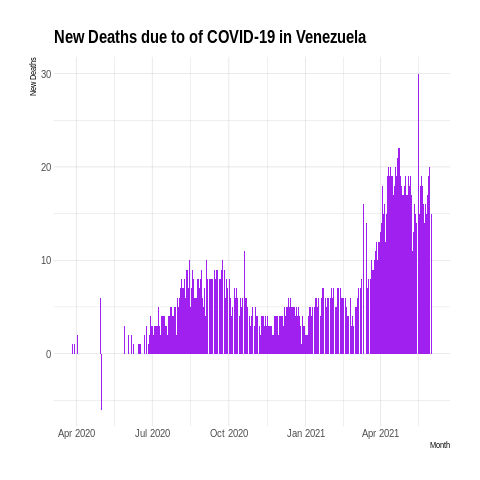 New Deaths due to of COVID-19 in Venezuela
New Deaths
30
20
10
0
Apr 2020 Jul 2020 Oct 2020 Jan 2021 Apr 2021
Month